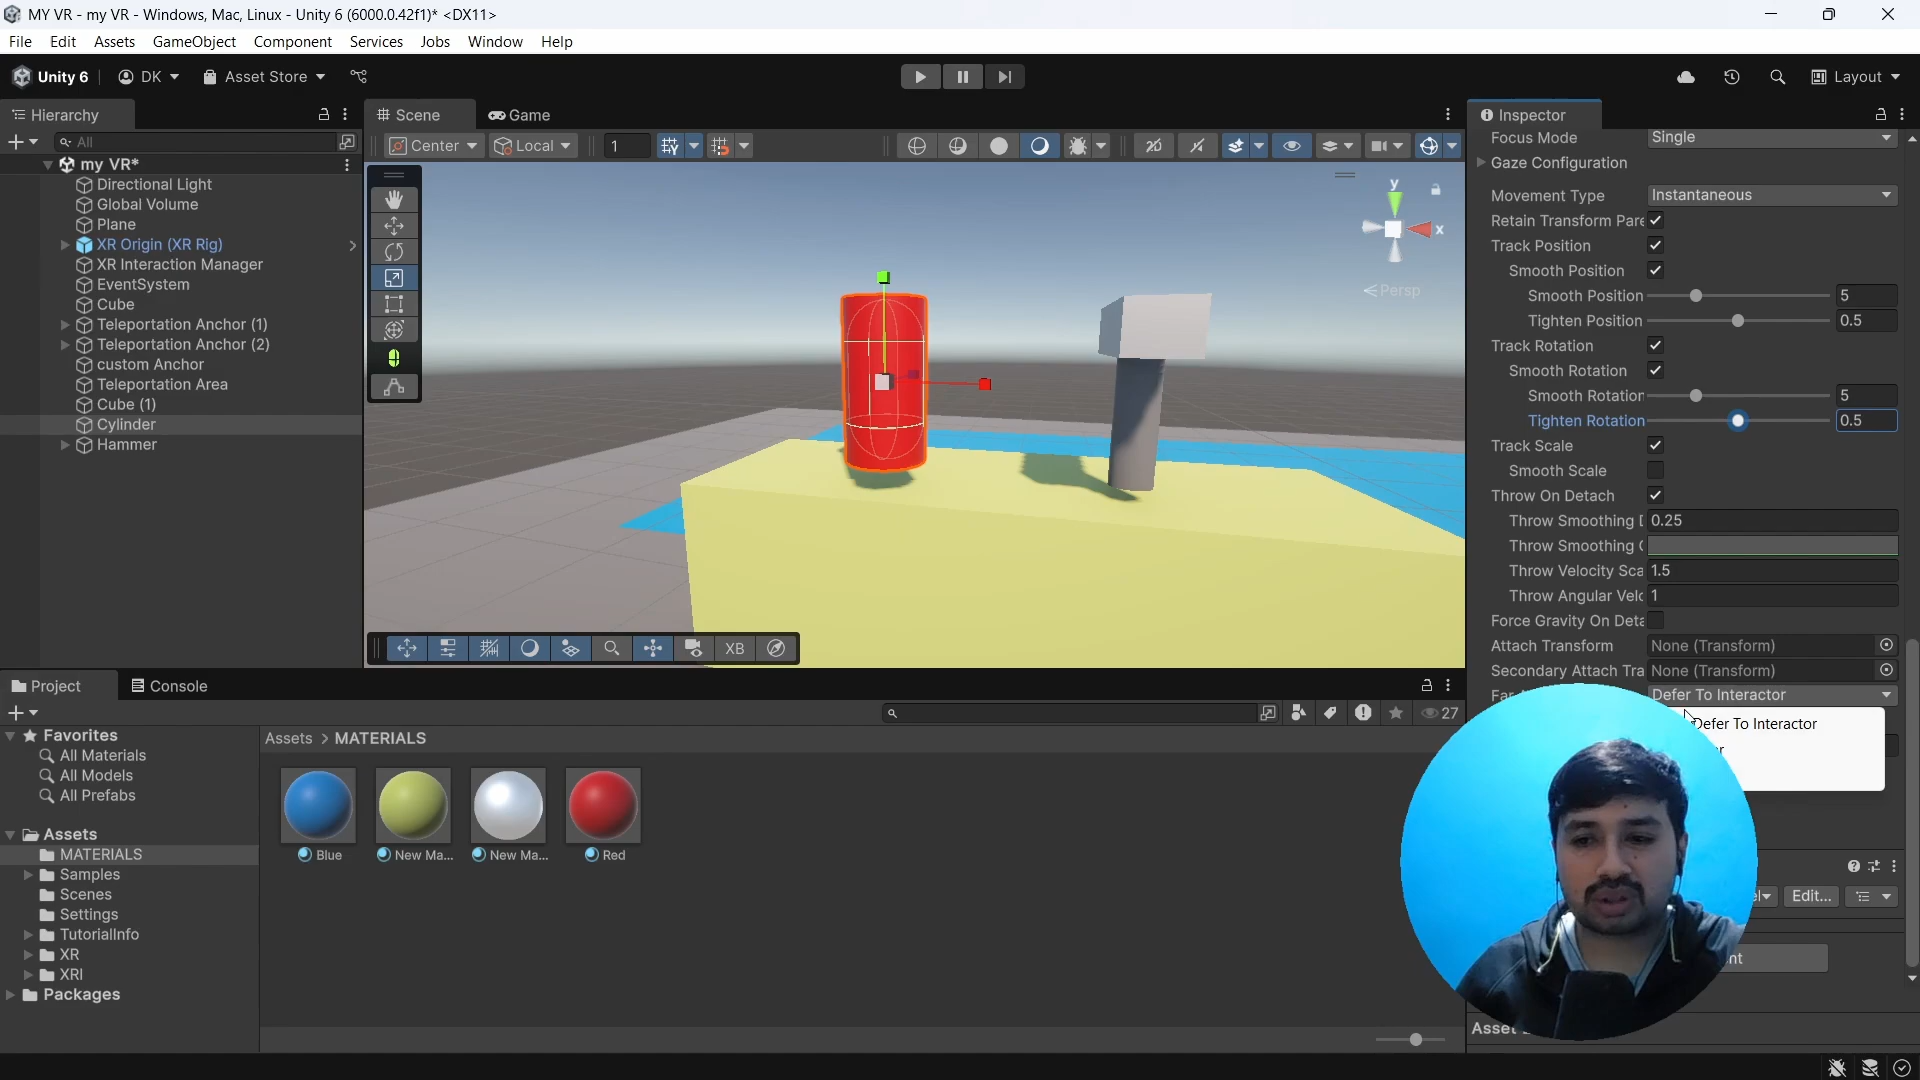 MY VR - my VR - Windows, Mac, Linux - Unity 6 (6000.0.42f1)* <DX11>
File Edit Assets GameObject Component Services Jobs Window Help
Unity 6 DK Asset Store Layout
Hierarchy
All
my VR*
Directional Light
Global Volume
Plane
XR Origin (XR Rig)
XR Interaction Manager
EventSystem
Cube
Teleportation Anchor (1)
Teleportation Anchor (2)
custom Anchor
Teleportation Area
Cube (1)
Cylinder
Hammer
Scene Game
Center Local 1
y
x
Persp
XB
Inspector
Focus Mode Single
Gaze Configuration
Movement Type Instantaneous
Retain Transform Pare
Track Position
Smooth Position
Smooth Position 5
Tighten Position 0.5
Track Rotation
Smooth Rotation
Smooth Rotation 5
Tighten Rotation 0.5
Track Scale
Smooth Scale
Throw On Detach
Throw Smoothing 0.25
Throw Smoothing
Throw Velocity Sca 1.5
Throw Angular Velo 1
Force Gravity On Deta
Attach Transform None (Transform)
Secondary Attach Tra None (Transform)
Defer To Interactor
Defer To Interactor
Edit...
Asset
Project Console
27
Favorites
All Materials
All Models
All Prefabs
Assets
MATERIALS
Samples
Scenes
Settings
TutorialInfo
XR
XRI
Packages
Assets > MATERIALS
Blue New Ma... New Ma... Red